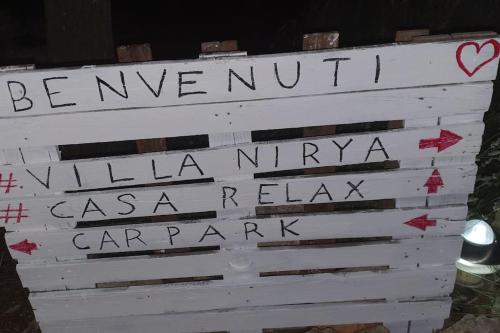 BENVENUTI
# VILLA NIRYA
# CASA RELAX
CAR PARK